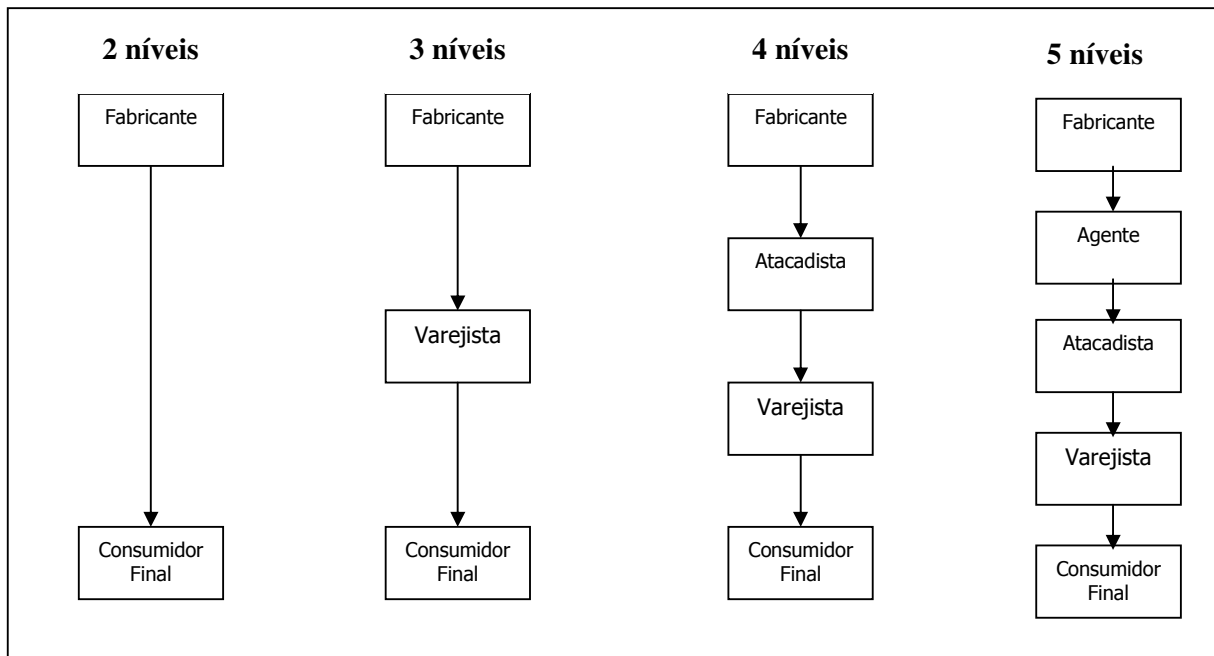 2 níveis
Fabricante
Consumidor
Final
3 níveis
Fabricante
Varejista
Consumidor
Final
4 níveis
Fabricante
Atacadista
Varejista
Consumidor
Final
5 níveis
Fabricante
Agente
Atacadista
Varejista
Consumidor
Final